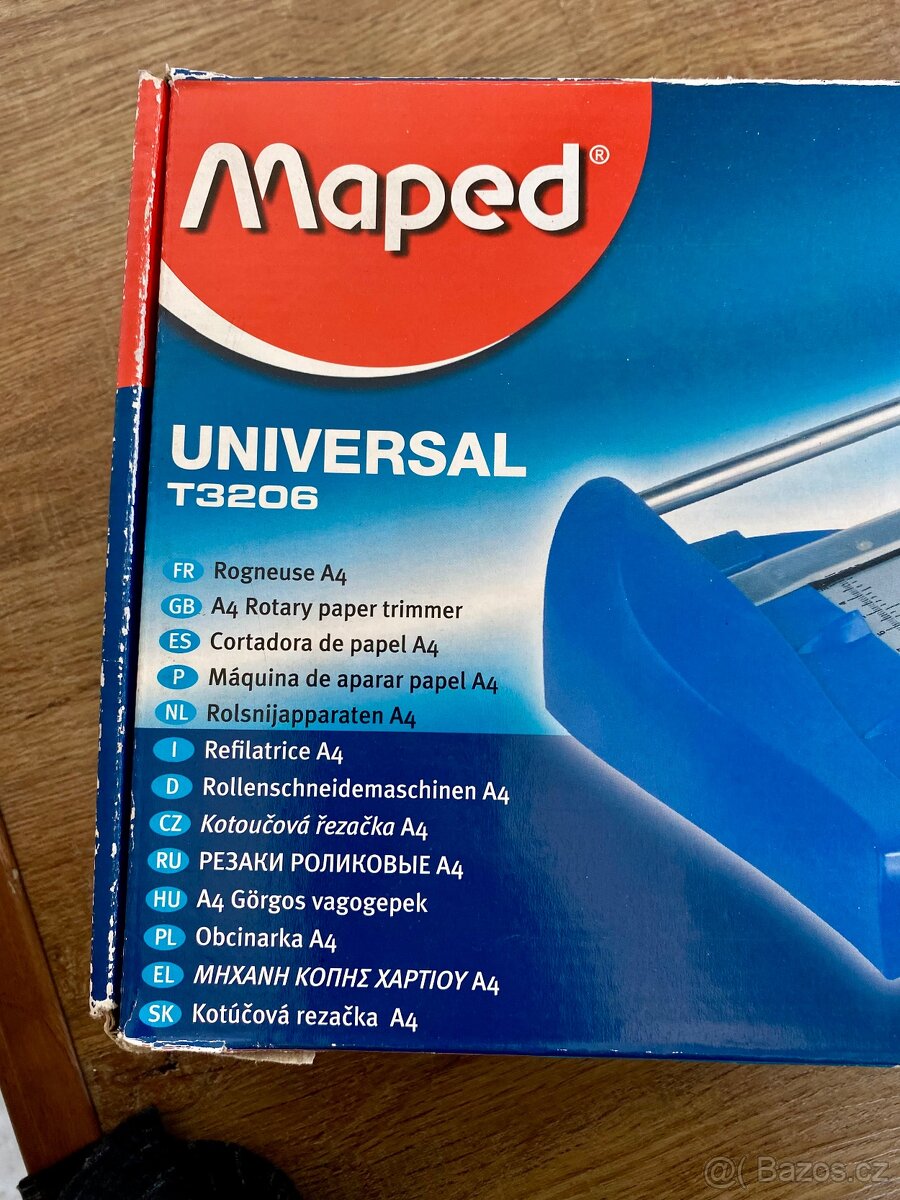 Maped®
UNIVERSAL
T3206
FR Rogneuse A4
GB A4 Rotary paper trimmer
ES Cortadora de papel A4
P Máquina de aparar papel A4
NL Rolsnijapparaten A4
I Refilatrice A4
D Rollenschneidemaschinen A4
CZ Kotoučová řezačka A4
RU РЕЗАКИ РОЛИКОВЫЕ A4
HU A4 Görgos vagogepek
PL Obcinarka A4
EL ΜΗΧΑΝΗ ΚΟΠΗΣ ΧΑΡΤΙΟΥ A4
SK Kotúčová rezačka A4
@( Bazos.cz